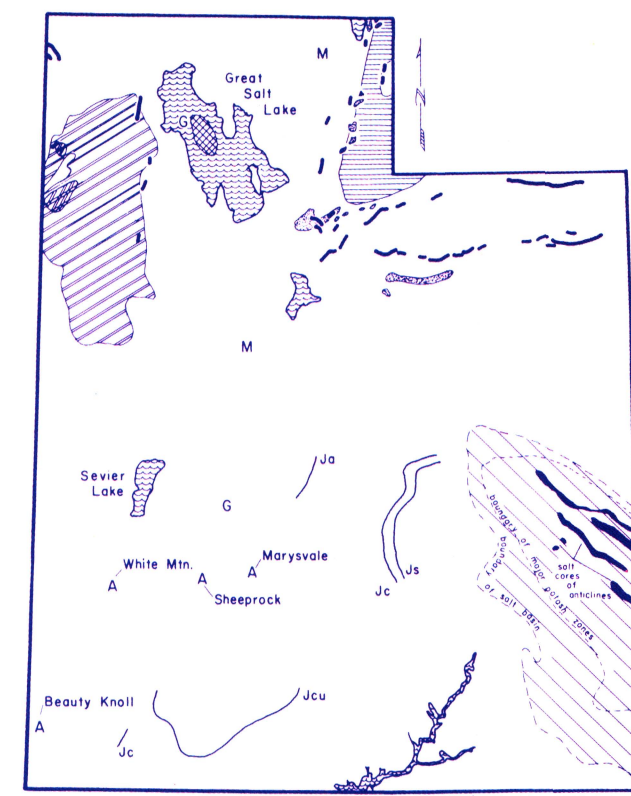 M
N
Great
Salt
Lake
G
M
Sevier
Lake
Ja
G
White Mtn.
A
A
Marysvale
A
Sheeprock
Js
Jc
boundary of major potash zones
boundary of salt basin
salt
cores
of
anticlines
Beauty Knoll
A
Jc
Jcu